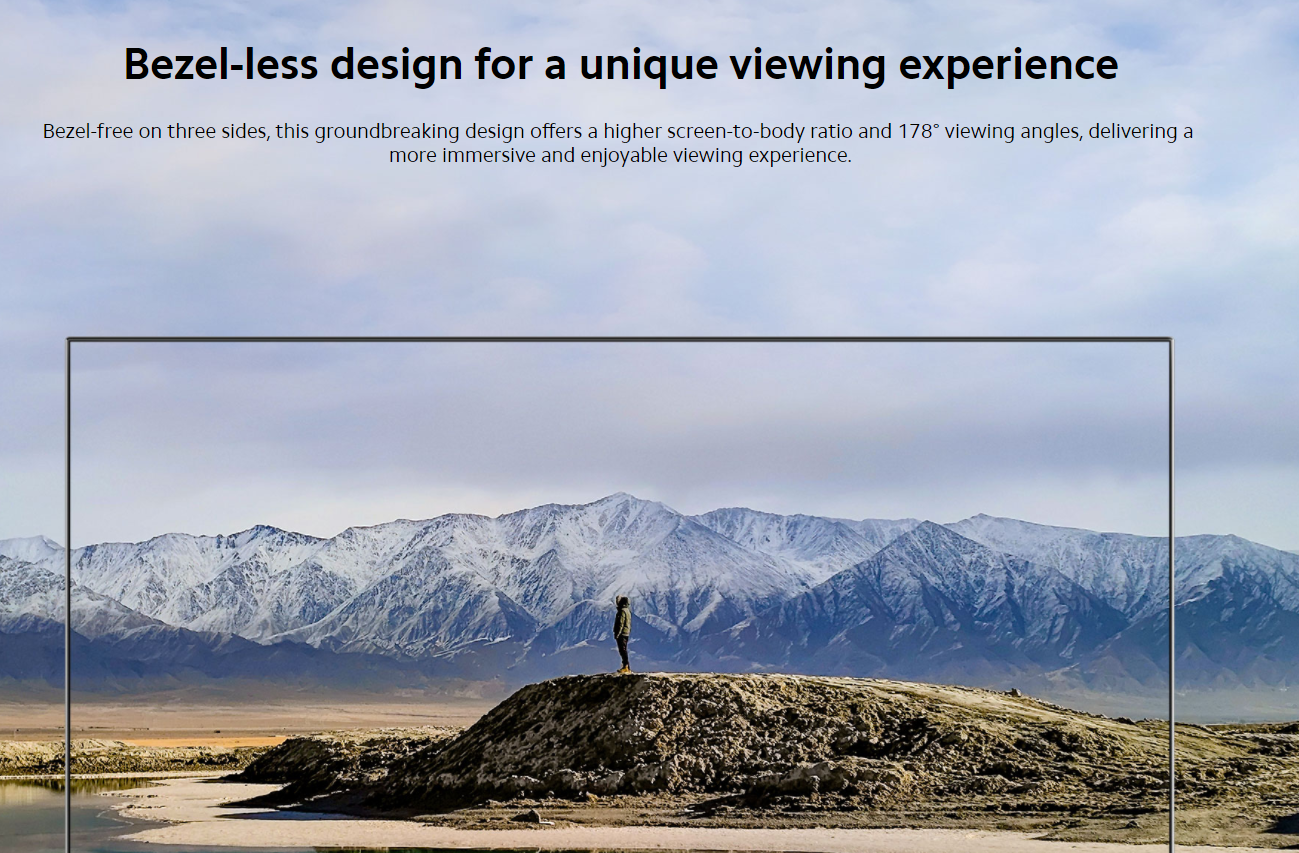 Bezel-less design for a unique viewing experience
Bezel-free on three sides, this groundbreaking design offers a higher screen-to-body ratio and 178° viewing angles, delivering a
more immersive and enjoyable viewing experience.